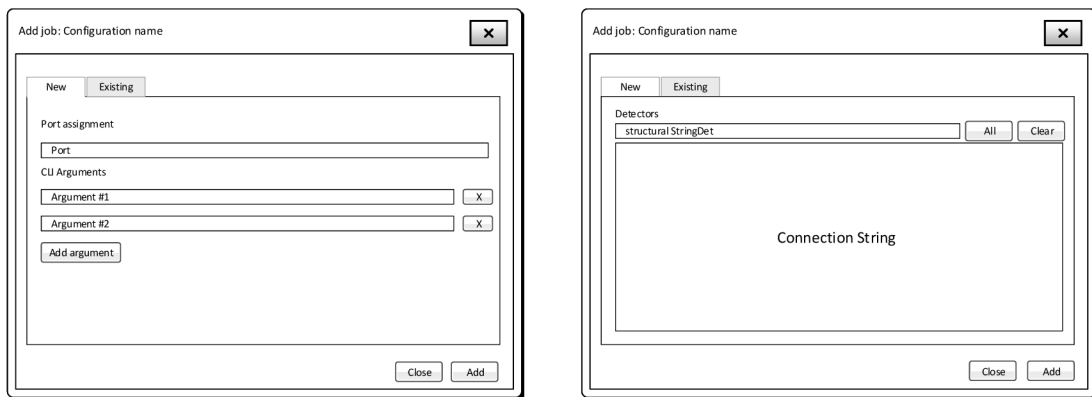 Add job: Configuration name
×
New
Existing
Port assignment
Port
CLI Arguments
Argument #1
X
Argument #2
X
Add argument
Close
Add
Add job: Configuration name
×
New
Existing
Detectors
structural StringDet
All
Clear
Connection String
Close
Add